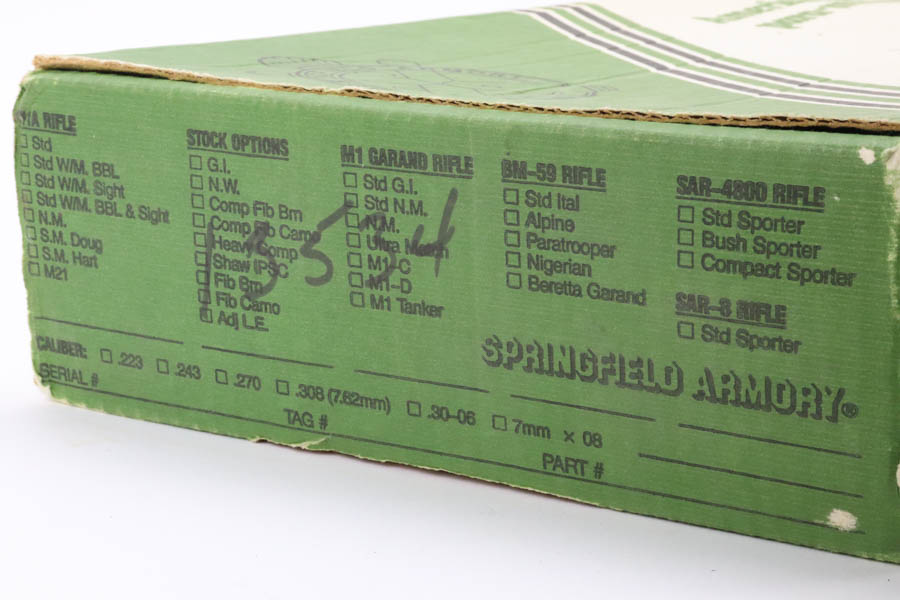 RIFLE
Std
Std W/M. BBL
Std W/M. Sight
Std W/M. BBL & Sight
N.M.
S.M. Doug
S.M. Hart
M21
STOCK OPTIONS
G.I.
N.W.
Comp Fib Brn
Comp Fib Camo
Heavy Comp
Shaw IPSC
Fib Brn
Fib Camo
Adj L.E.
M1 GARAND RIFLE
Std G.I.
Std N.M.
N.M.
Ultra Match
M1-C
M1-D
M1 Tanker
BM-59 RIFLE
Std Ital
Alpine
Paratrooper
Nigerian
Beretta Garand
SAR-4800 RIFLE
Std Sporter
Bush Sporter
Compact Sporter
SAR-8 RIFLE
Std Sporter
13534
SPRINGFIELD ARMORY®
CALIBER: .223 .243 .270 .308 (7.62mm) .30-06 7mm x 08
SERIAL # TAG # PART #